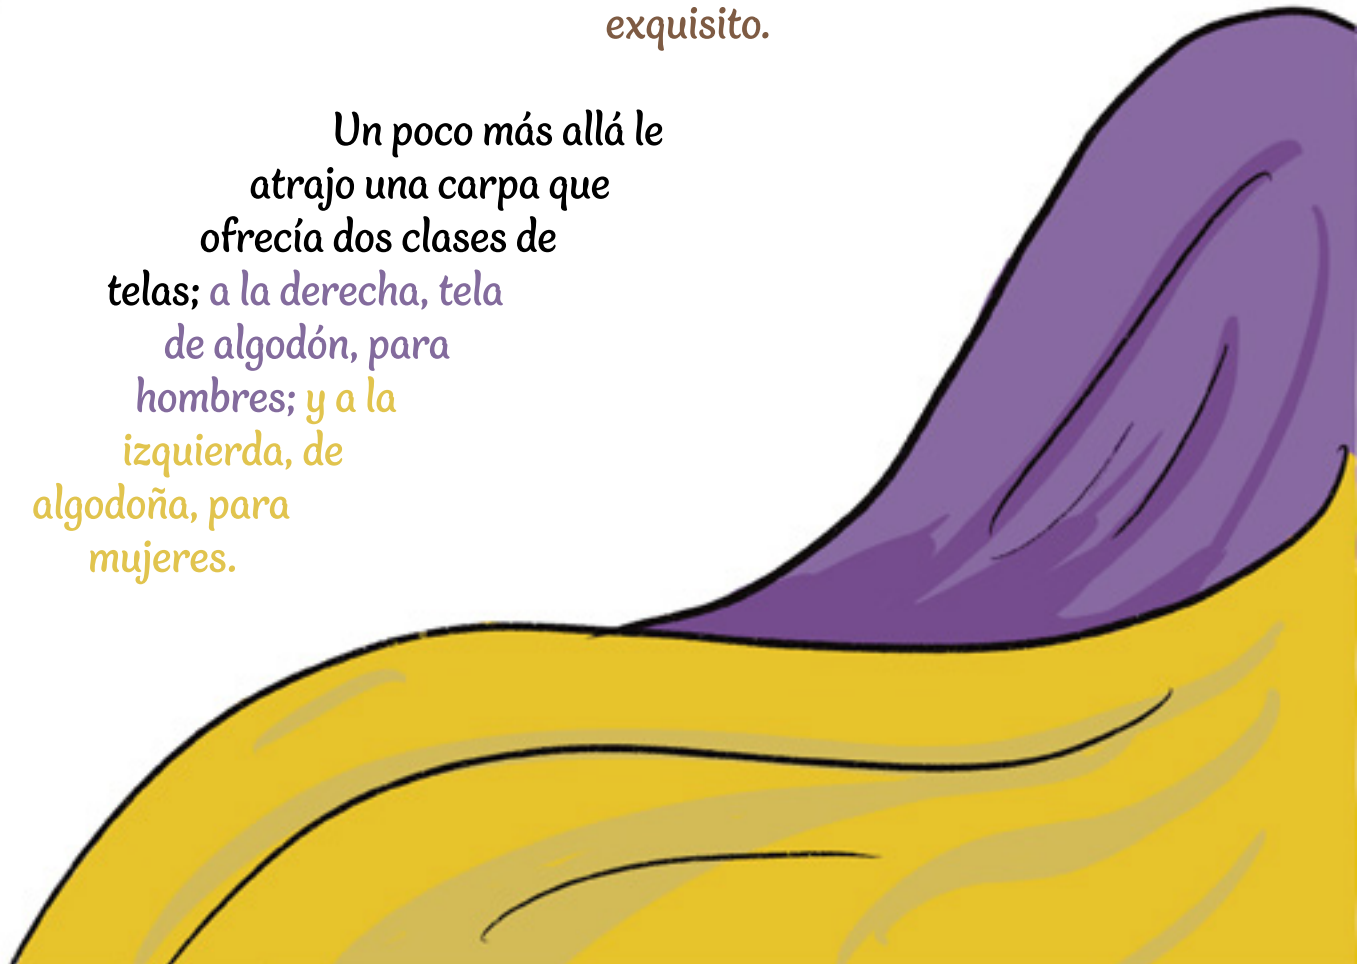 exquisito.
Un poco más allá le
atrajo una carpa que
ofrecía dos clases de
telas; a la derecha, tela
de algodón, para
hombres; y a la
izquierda, de
algodoña, para
mujeres.